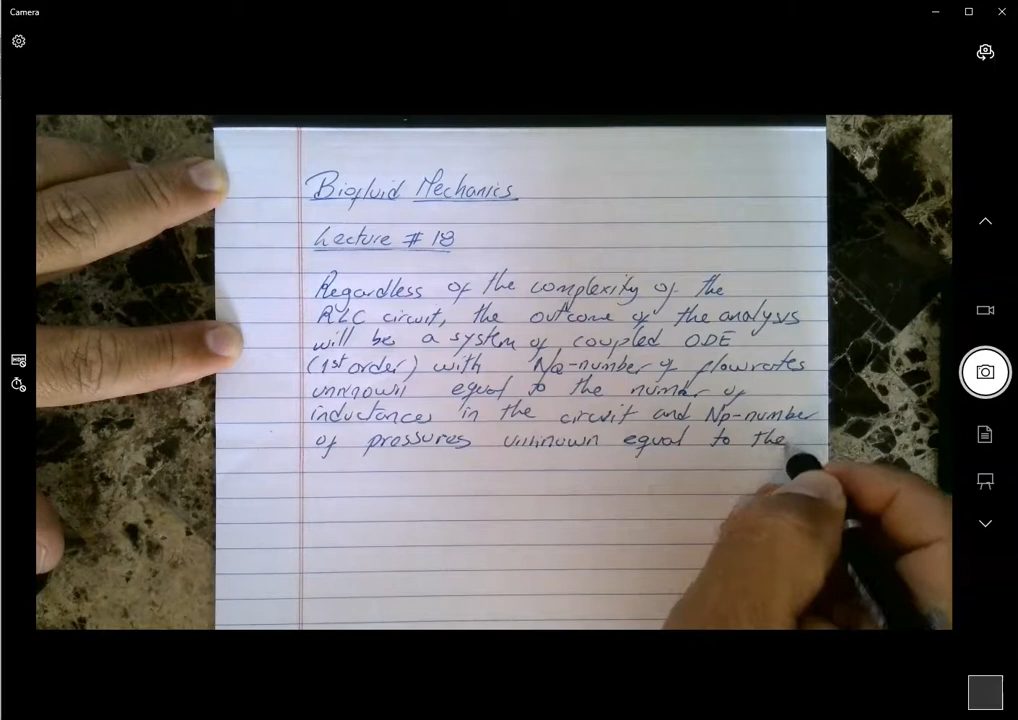 Camera
Biofluid Mechanics
Lecture # 18
Regardless of the complexity of the
RLC circuit, the outcome of the analysis
will be a system of coupled ODE
(1st order) with NQ-number of flowrates
unknown equal to the numer of
inductances in the circuit and Np-number
of pressures unknown equal to the